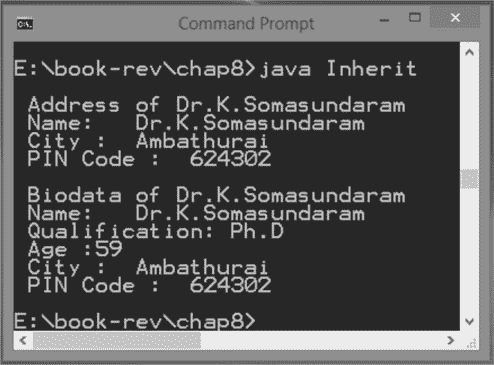 Command Prompt
E:\book-rev\chap8>java Inherit
Address of Dr.K.Somasundaram
Name:   Dr.K.Somasundaram
City :  Ambathurai
PIN Code :  624302
Biodata of Dr.K.Somasundaram
Name:   Dr.K.Somasundaram
Qualification: Ph.D
Age :59
City :  Ambathurai
PIN Code :  624302
E:\book-rev\chap8>